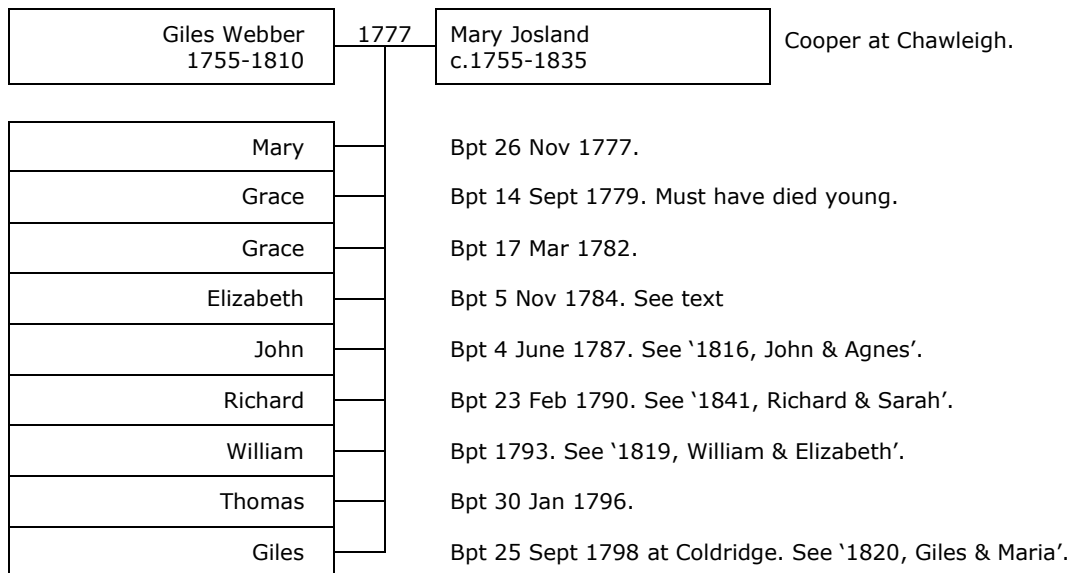 Giles Webber 1777 Mary Josland Cooper at Chawleigh.
1755-1810 c.1755-1835
Mary Bpt 26 Nov 1777.
Grace Bpt 14 Sept 1779. Must have died young.
Grace Bpt 17 Mar 1782.
Elizabeth Bpt 5 Nov 1784. See text
John Bpt 4 June 1787. See ‘1816, John & Agnes’.
Richard Bpt 23 Feb 1790. See ‘1841, Richard & Sarah’.
William Bpt 1793. See ‘1819, William & Elizabeth’.
Thomas Bpt 30 Jan 1796.
Giles Bpt 25 Sept 1798 at Coldridge. See ‘1820, Giles & Maria’.